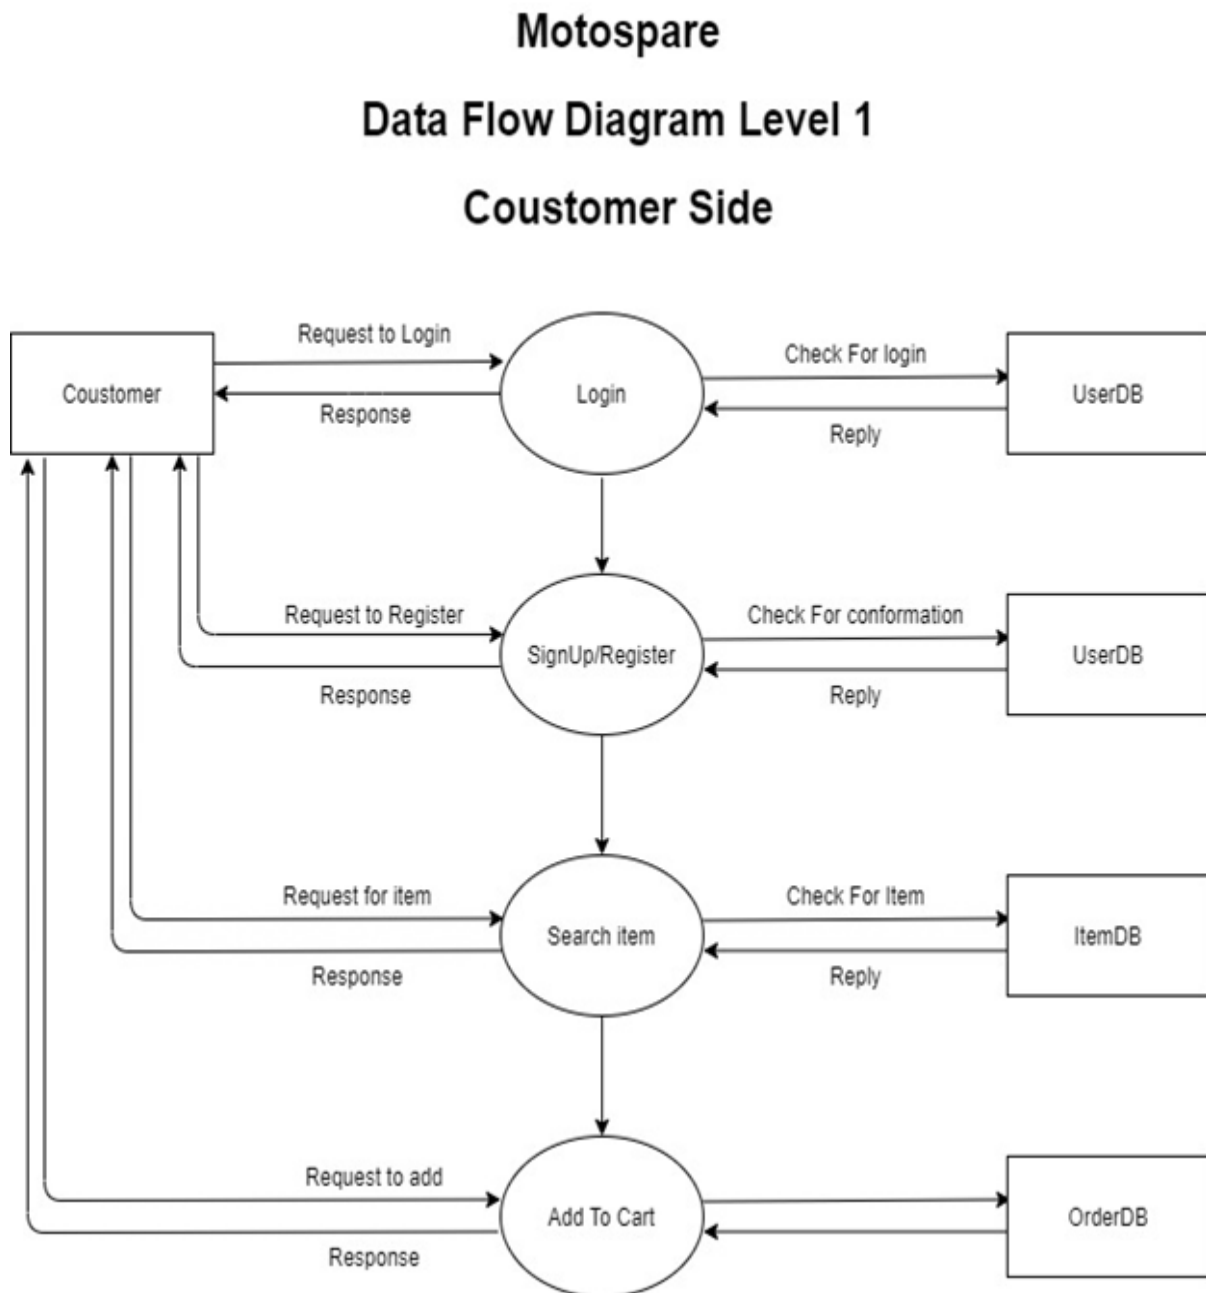 Motospare
Data Flow Diagram Level 1
Coustomer Side
Request to Login
Check For login
Coustomer
Login
UserDB
Response
Reply
Request to Register
Check For conformation
SignUp/Register
UserDB
Response
Reply
Request for item
Check For Item
Search item
ItemDB
Response
Reply
Request to add
Add To Cart
OrderDB
Response